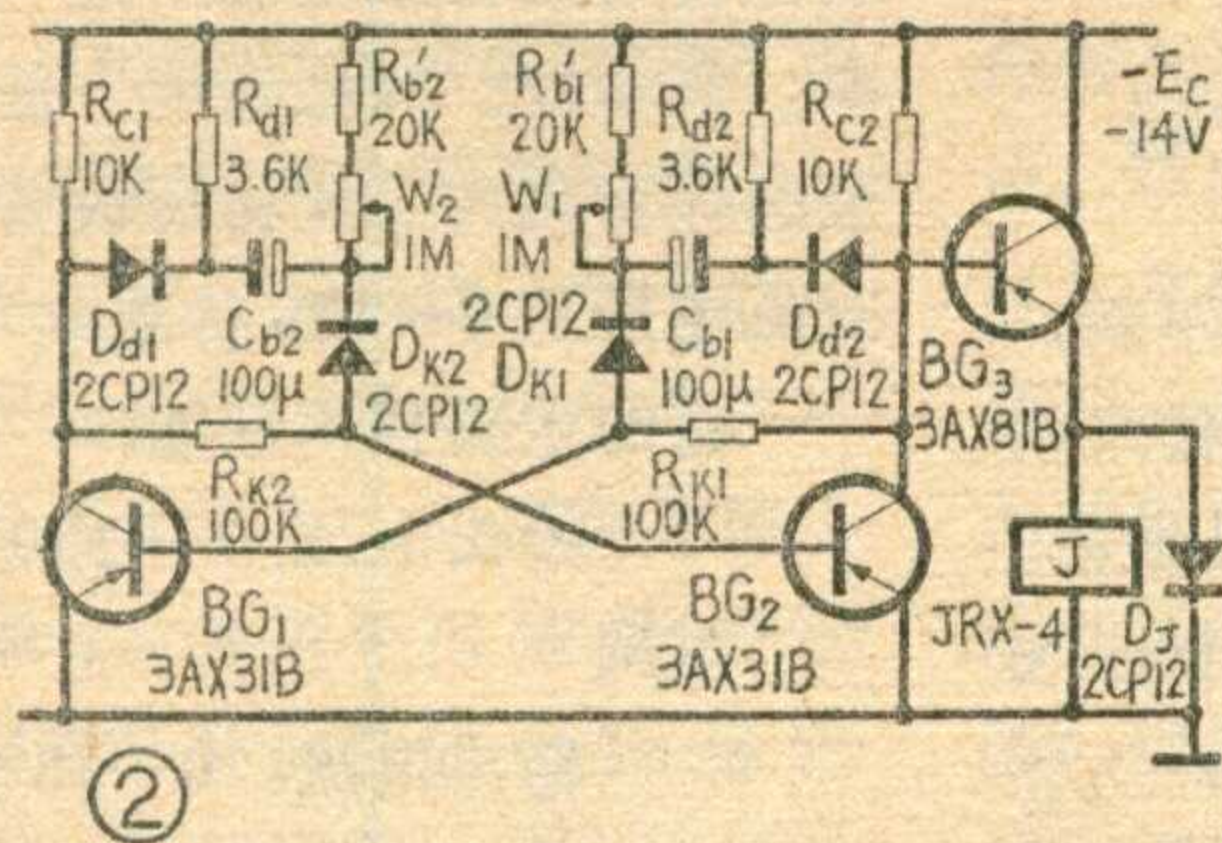 R_C1
10K
R_d1
3.6K
R'_b2
20K
W_2
1M
R'_b1
20K
W_1
1M
R_d2
3.6K
R_C2
10K
-E_C
-14V
D_d1
2CP12
C_b2
100μ
D_K2
2CP12
2CP12
D_K1
C_b1
100μ
D_d2
2CP12
BG_3
3AX81B
R_K2
100K
R_K1
100K
BG_1
3AX31B
BG_2
3AX31B
J
JRX-4
D_J
2CP12
②